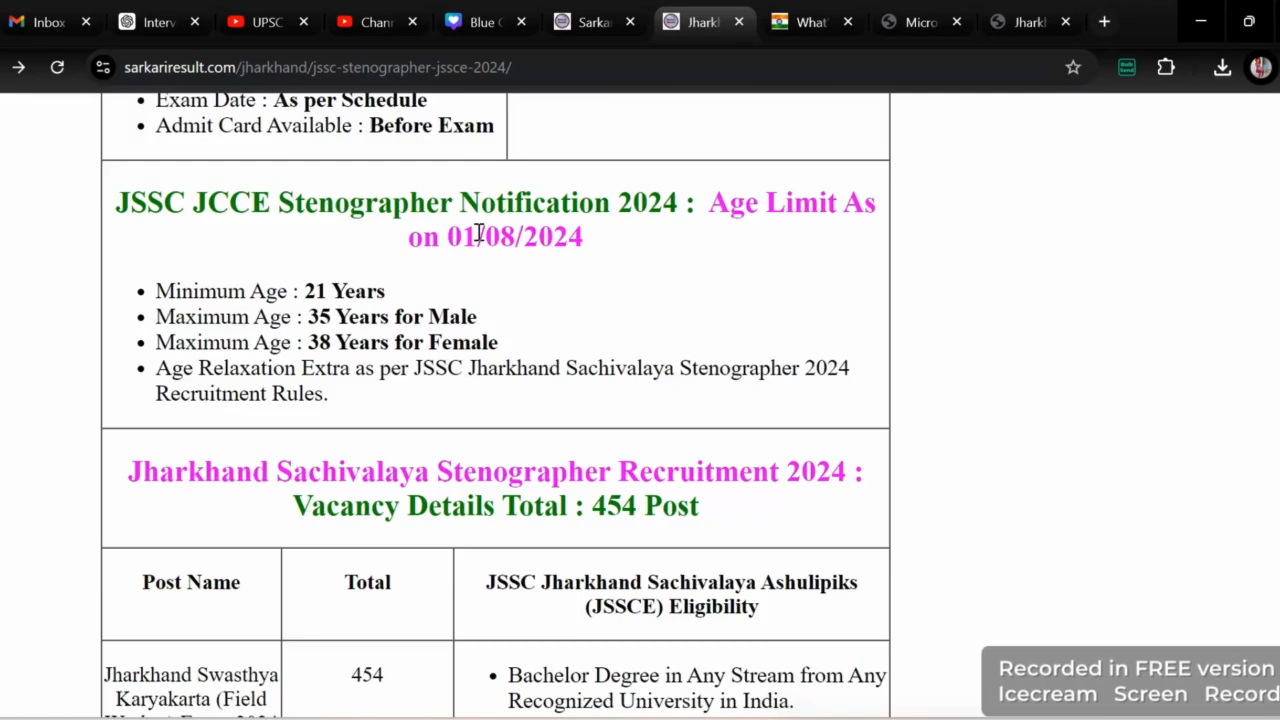 Inbox
Interv
UPSC
Chan
Blue
Sarka
Jharkl
What'
Micro
Jharkl
sarkariresult.com/jharkhand/jssc-stenographer-jssce-2024/
Bulk Send
• Exam Date : As per Schedule
• Admit Card Available : Before Exam
JSSC JCCE Stenographer Notification 2024 : Age Limit As
on 01/08/2024
• Minimum Age : 21 Years
• Maximum Age : 35 Years for Male
• Maximum Age : 38 Years for Female
• Age Relaxation Extra as per JSSC Jharkhand Sachivalaya Stenographer 2024
Recruitment Rules.
Jharkhand Sachivalaya Stenographer Recruitment 2024 :
Vacancy Details Total : 454 Post
Post Name
Total
JSSC Jharkhand Sachivalaya Ashulipiks
(JSSCE) Eligibility
Jharkhand Swasthya
Karyakarta (Field
454
• Bachelor Degree in Any Stream from Any
Recognized University in India.
Recorded in FREE version
Icecream Screen Record